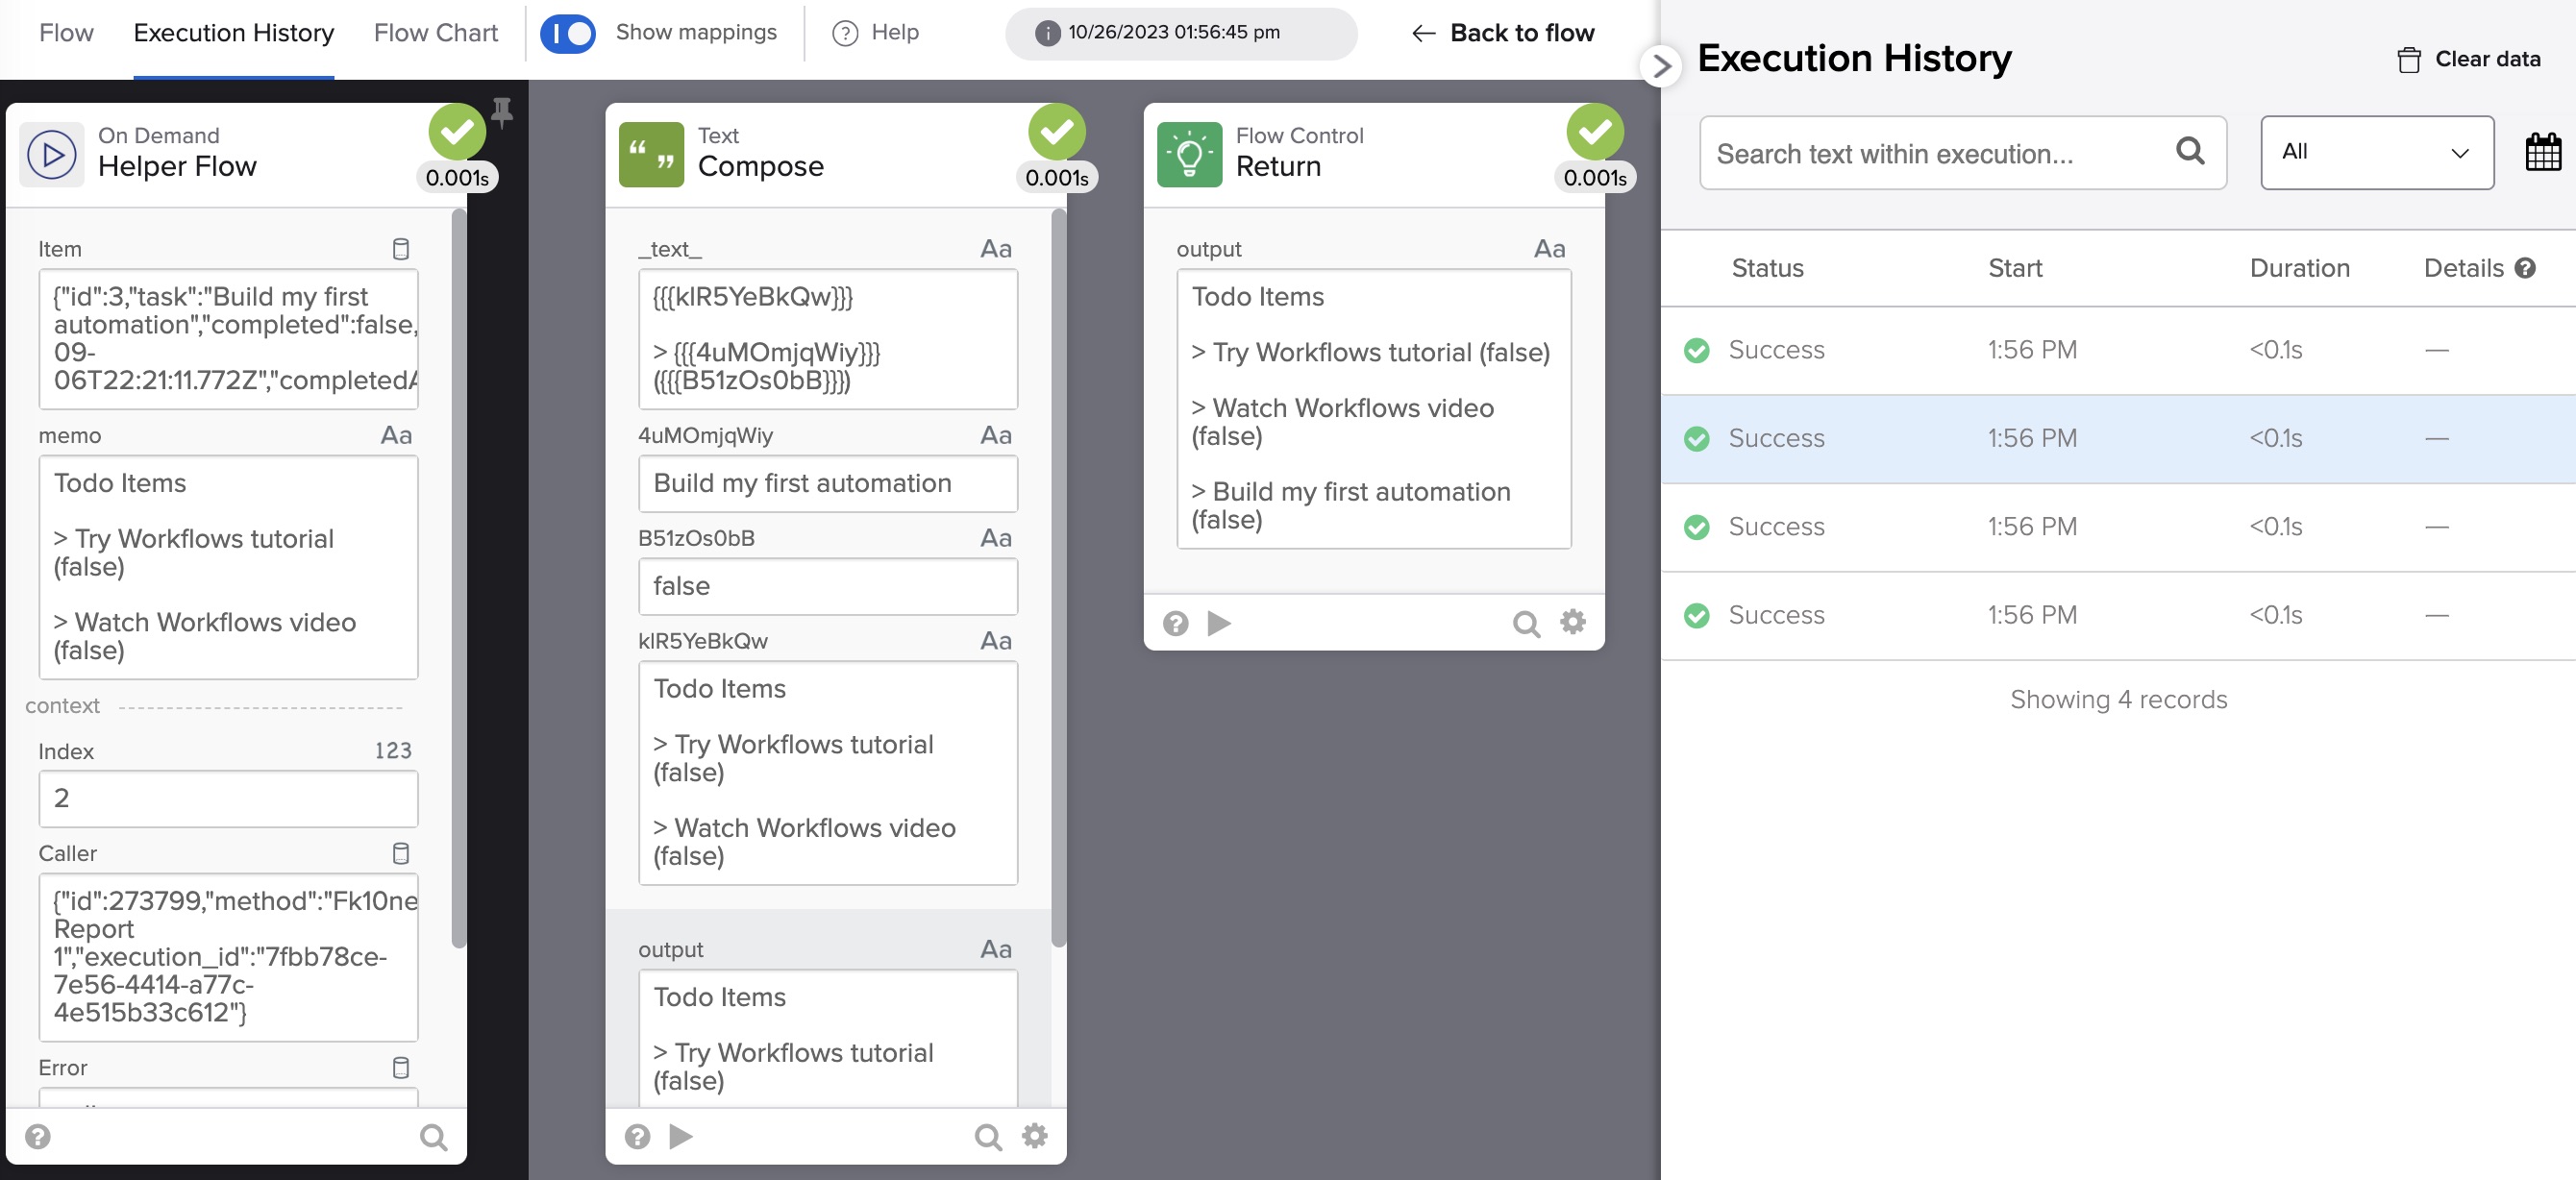 Flow
Execution History
Flow Chart
Show mappings
? Help
i 10/26/2023 01:56:45 pm
← Back to flow
On Demand
Helper Flow
0.001s
Item
{"id":3,"task":"Build my first
automation","completed":false,
09-
06T22:21:11.772Z","completedA
memo Aa
Todo Items
> Try Workflows tutorial
(false)
> Watch Workflows video
(false)
context
Index 123
2
Caller
{"id":273799,"method":"Fk10ne
Report
1","execution_id":"7fbb78ce-
7e56-4414-a77c-
4e515b33c612"}
Error
?
Text
Compose
0.001s
_text_ Aa
{{{klR5YeBkQw}}}
> {{{4uMOmjqWiy}}}
({{{B51zOs0bB}}})
4uMOmjqWiy Aa
Build my first automation
B51zOs0bB Aa
false
klR5YeBkQw Aa
Todo Items
> Try Workflows tutorial
(false)
> Watch Workflows video
(false)
output Aa
Todo Items
> Try Workflows tutorial
(false)
?
Flow Control
Return
0.001s
output Aa
Todo Items
> Try Workflows tutorial (false)
> Watch Workflows video
(false)
> Build my first automation
(false)
?
Execution History
Clear data
Search text within execution...
All
Status Start Duration Details ?
Success 1:56 PM <0.1s —
Success 1:56 PM <0.1s —
Success 1:56 PM <0.1s —
Success 1:56 PM <0.1s —
Showing 4 records